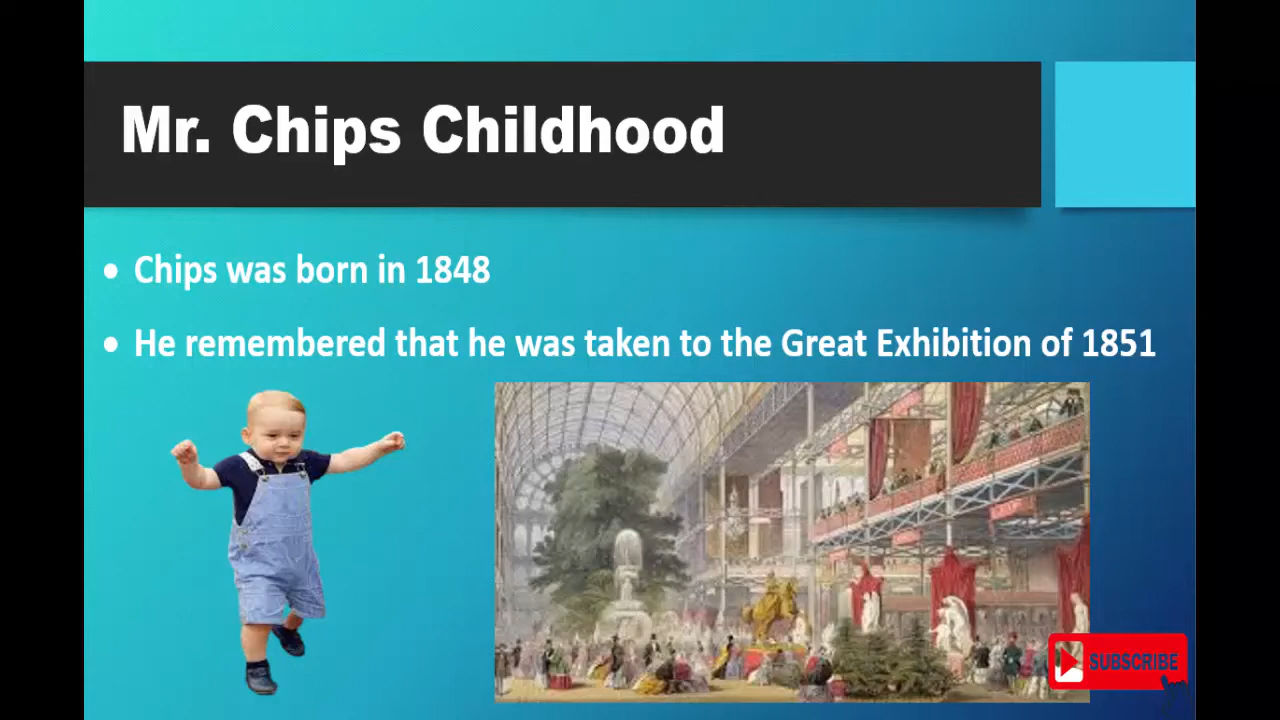 Mr. Chips Childhood
• Chips was born in 1848
• He remembered that he was taken to the Great Exhibition of 1851
SUBSCRIBE